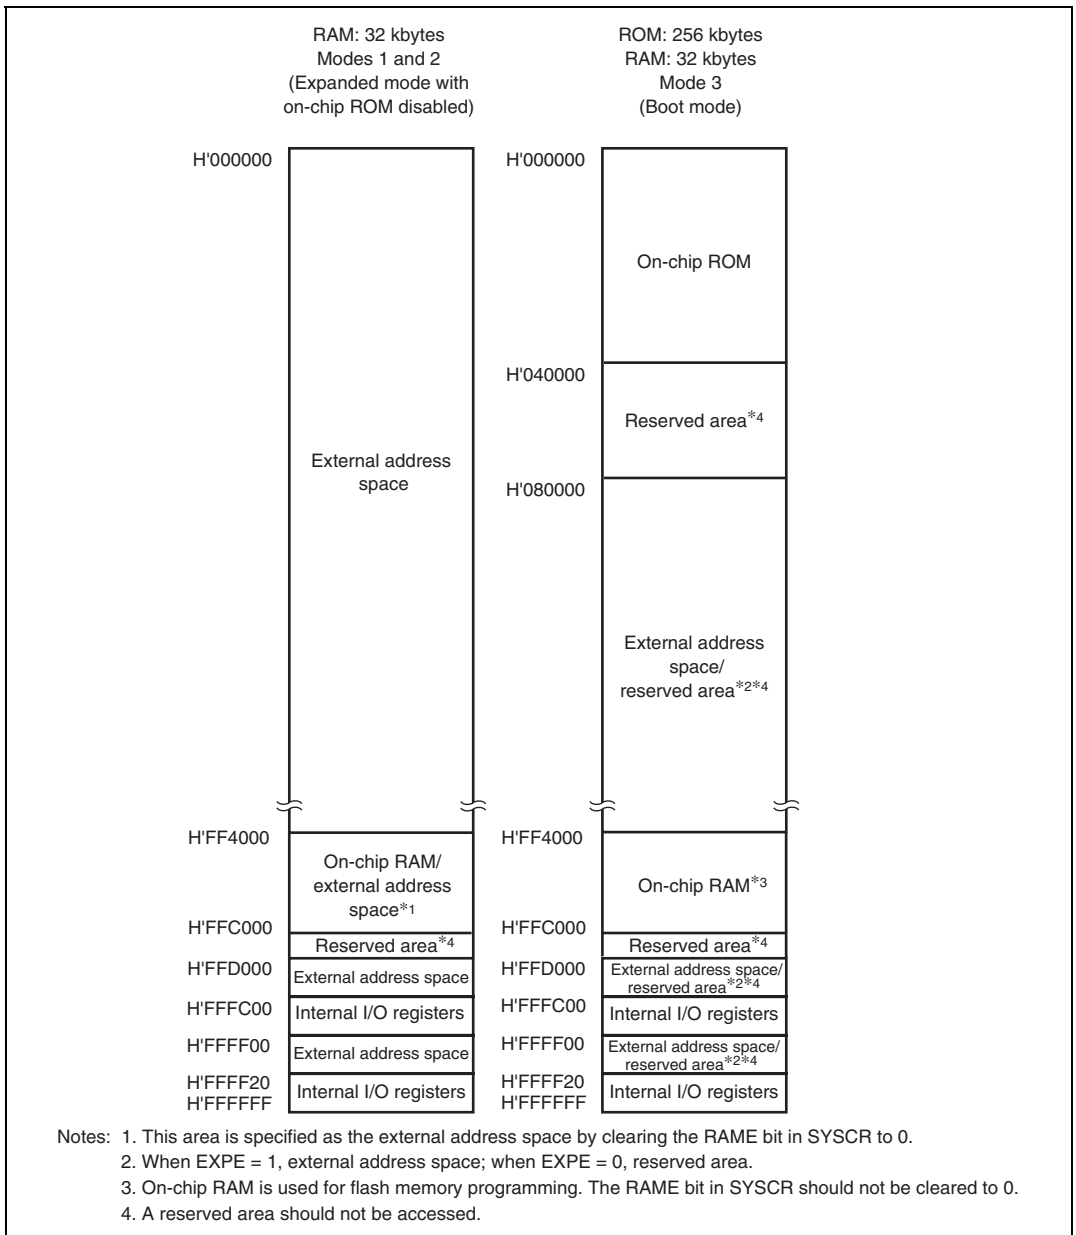 RAM: 32 kbytes
Modes 1 and 2
(Expanded mode with
on-chip ROM disabled)
H'000000
External address
space
H'FF4000
On-chip RAM/
external address
space*1
H'FFC000
Reserved area*4
H'FFD000
External address space
H'FFFC00
Internal I/O registers
H'FFFF00
External address space
H'FFFF20
Internal I/O registers
H'FFFFFF
ROM: 256 kbytes
RAM: 32 kbytes
Mode 3
(Boot mode)
H'000000
On-chip ROM
H'040000
Reserved area*4
H'080000
External address
space/
reserved area*2*4
H'FF4000
On-chip RAM*3
H'FFC000
Reserved area*4
H'FFD000
External address space/
reserved area*2*4
H'FFFC00
Internal I/O registers
H'FFFF00
External address space/
reserved area*2*4
H'FFFF20
Internal I/O registers
H'FFFFFF
Notes: 1. This area is specified as the external address space by clearing the RAME bit in SYSCR to 0.
2. When EXPE = 1, external address space; when EXPE = 0, reserved area.
3. On-chip RAM is used for flash memory programming. The RAME bit in SYSCR should not be cleared to 0.
4. A reserved area should not be accessed.